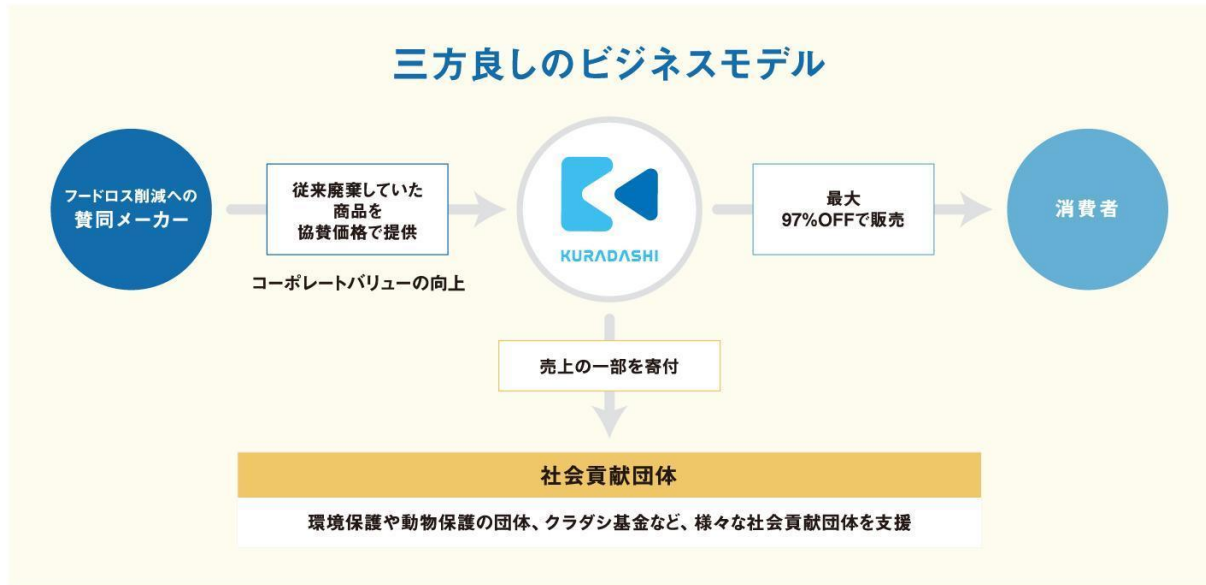 三方良しのビジネスモデル
フードロス削減への
賛同メーカー
従来廃棄していた
商品を
協賛価格で提供
コーポレートバリューの向上
KURADASHI
最大
97%OFFで販売
消費者
売上の一部を寄付
社会貢献団体
環境保護や動物保護の団体、クラダシ基金など、様々な社会貢献団体を支援